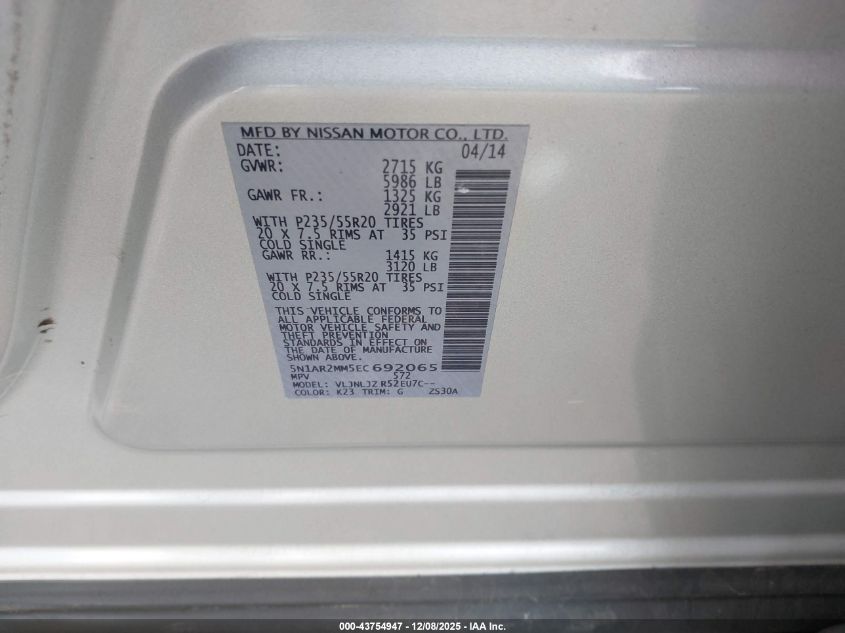 MFD BY NISSAN MOTOR CO., LTD.
DATE: 04/14
GVWR: 2715 KG
5986 LB
GAWR FR.: 1325 KG
2921 LB
WITH P235/55R20 TIRES
20 X 7.5 RIMS AT 35 PSI
COLD SINGLE
GAWR RR.: 1415 KG
3120 LB
WITH P235/55R20 TIRES
20 X 7.5 RIMS AT 35 PSI
COLD SINGLE
THIS VEHICLE CONFORMS TO
ALL APPLICABLE FEDERAL
MOTOR VEHICLE SAFETY AND
THEFT PREVENTION
STANDARDS IN EFFECT ON
THE DATE OF MANUFACTURE
SHOWN ABOVE.
5N1AR2MM5EC692065
MPV 572
MODEL: VLJNLJZ R52EU7C--
COLOR: K23 TRIM: G ZS30A
000-43754947 - 12/08/2025 - IAA Inc.